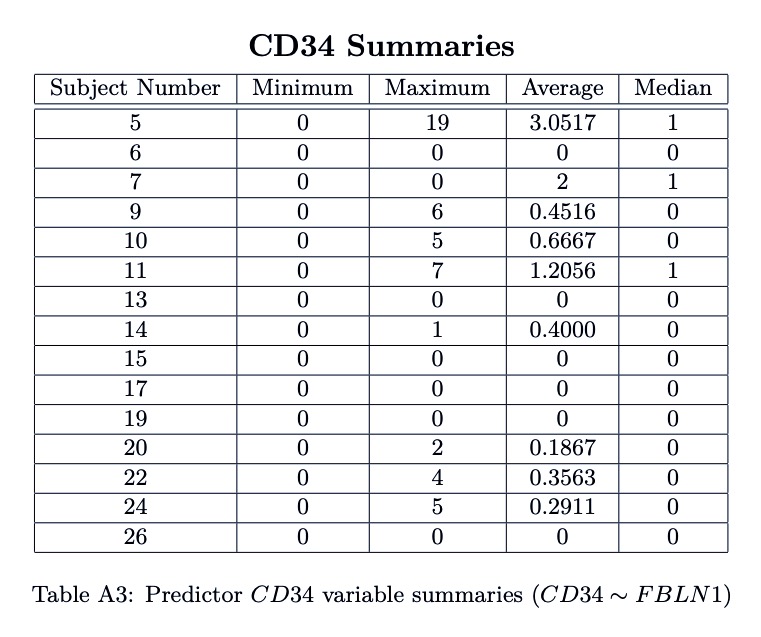 CD34 Summaries
Subject Number Minimum Maximum Average Median
5 0 19 3.0517 1
6 0 0 0 0
7 0 0 2 1
9 0 6 0.4516 0
10 0 5 0.6667 0
11 0 7 1.2056 1
13 0 0 0 0
14 0 1 0.4000 0
15 0 0 0 0
17 0 0 0 0
19 0 0 0 0
20 0 2 0.1867 0
22 0 4 0.3563 0
24 0 5 0.2911 0
26 0 0 0 0
Table A3: Predictor CD34 variable summaries (CD34 ∼ FBLN1)